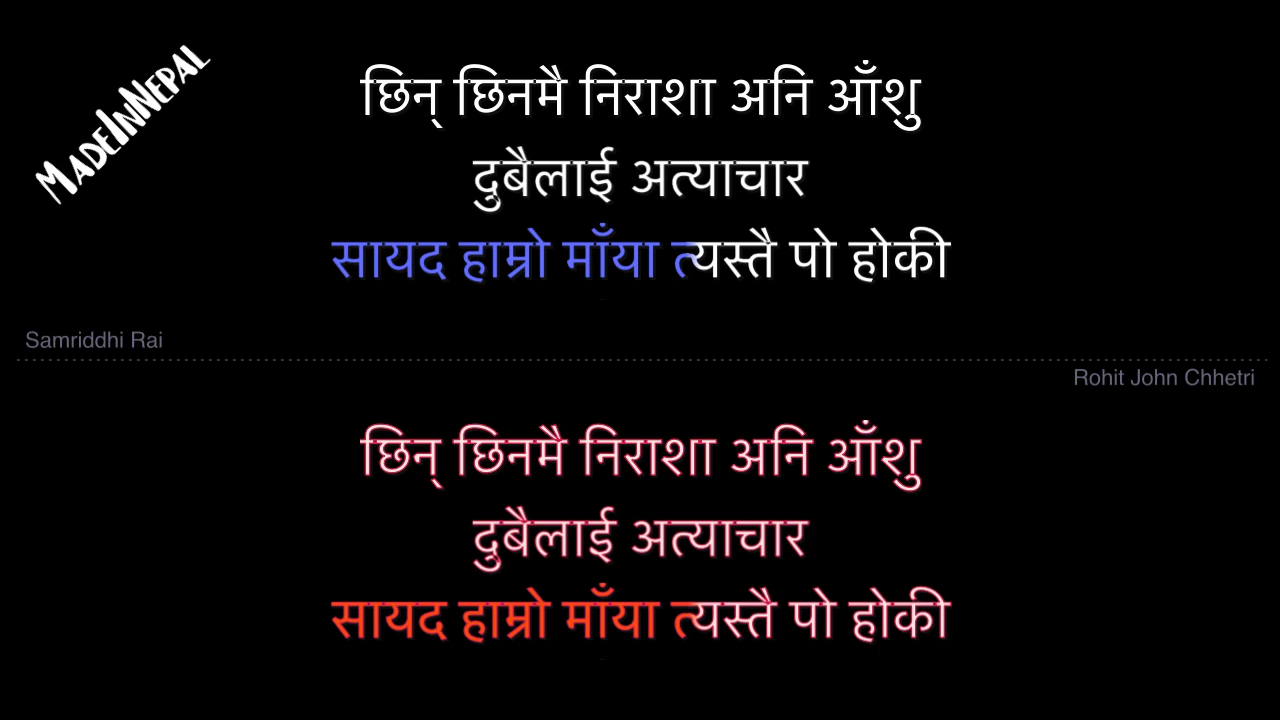 MadeInNepal
छिन् छिनमै निराशा अनि आँशु
दुबैलाई अत्याचार
सायद हाम्रो माँया त्यस्तै पो होकी
Samriddhi Rai
Rohit John Chhetri
छिन् छिनमै निराशा अनि आँशु
दुबैलाई अत्याचार
सायद हाम्रो माँया त्यस्तै पो होकी